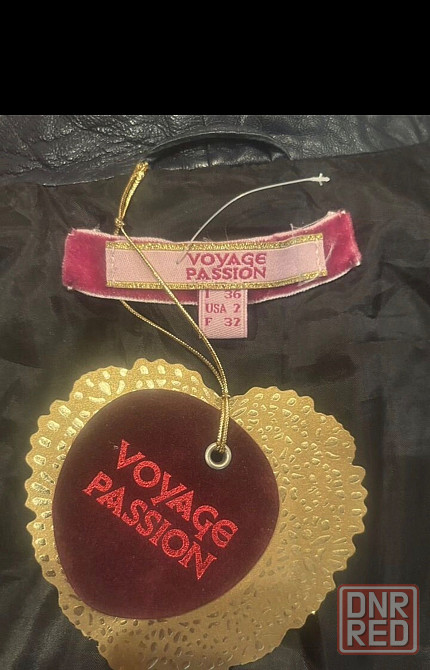 VOYAGE
PASSION
I 36
USA 2
F 32
VOYAGE
PASSION
DNR
RED